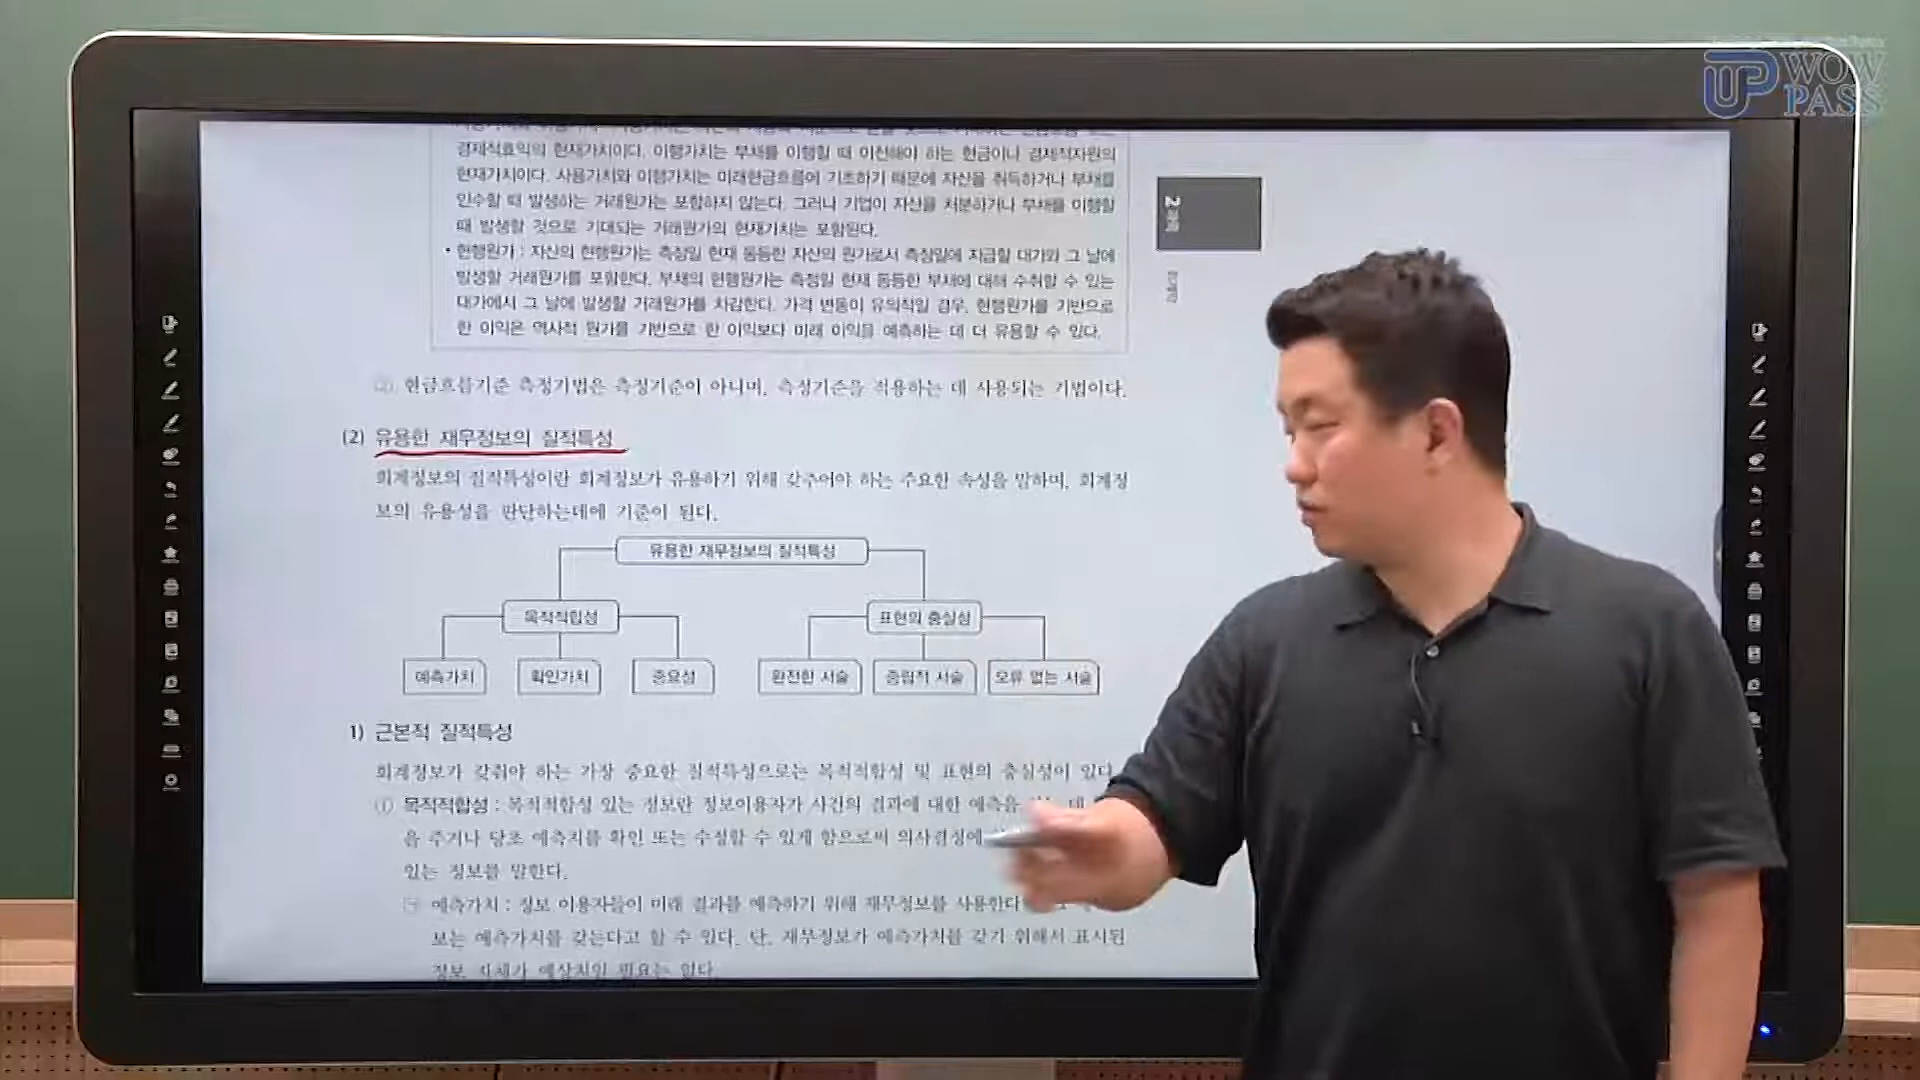 WOW
UP PASS
경제적효익의 현재가치이다. 이행가치는 부채를 이행할 때 이전해야 하는 현금이나 경제적자원의
현재가치이다. 사용가치와 이행가치는 미래현금흐름에 기초하기 때문에 자산을 취득하거나 부채를
인수할 때 발생하는 거래원가는 포함하지 않는다. 그러나 기업이 자산을 처분하거나 부채를 이행할
때 발생할 것으로 기대되는 거래원가의 현재가치는 포함된다.
• 현행원가 : 자산의 현행원가는 측정일 현재 동등한 자산의 원가로서 측정일에 지급할 대가와 그 날에
발생할 거래원가를 포함한다. 부채의 현행원가는 측정일 현재 동등한 부채에 대해 수취할 수 있는
대가에서 그 날에 발생할 거래원가를 차감한다. 가격 변동이 유의적일 경우, 현행원가를 기반으로
한 이익은 역사적 원가를 기반으로 한 이익보다 미래 이익을 예측하는 데 더 유용할 수 있다.
2과목
현금흐름기준 측정기법은 측정기준이 아니며, 측정기준을 적용하는 데 사용되는 기법이다.
(2) 유용한 재무정보의 질적특성
회계정보의 질적특성이란 회계정보가 유용하기 위해 갖추어야 하는 주요한 속성을 말하며, 회계정
보의 유용성을 판단하는데에 기준이 된다.
유용한 재무정보의 질적특성
목적적합성 표현의 충실성
예측가치 확인가치 중요성 완전한 서술 중립적 서술 오류 없는 서술
1) 근본적 질적특성
회계정보가 갖춰야 하는 가장 중요한 질적특성으로는 목적적합성 및 표현의 충실성이 있다.
① 목적적합성 : 목적적합성 있는 정보란 정보이용자가 사건의 결과에 대한 예측을 데
을 주거나 당초 예측치를 확인 또는 수정할 수 있게 함으로써 의사결정에
있는 정보를 말한다.
㉠ 예측가치 : 정보 이용자들이 미래 결과를 예측하기 위해 재무정보를 사용한다
보는 예측가치를 갖는다고 할 수 있다. 단, 재무정보가 예측가치를 갖기 위해서 표시된
정보 자체가 예상치일 필요는 없다.